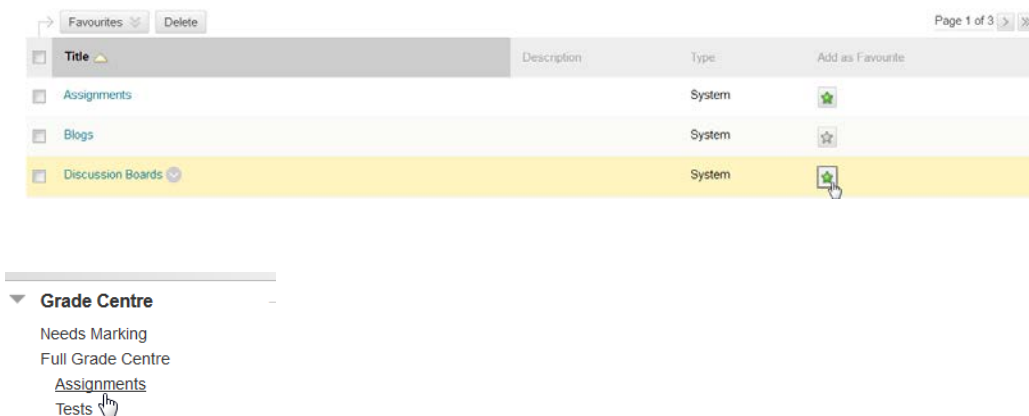 Favourites Delete Page 1 of 3
Title Description Type Add as Favourite
Assignments System
Blogs System
Discussion Boards System
Grade Centre
Needs Marking
Full Grade Centre
Assignments
Tests